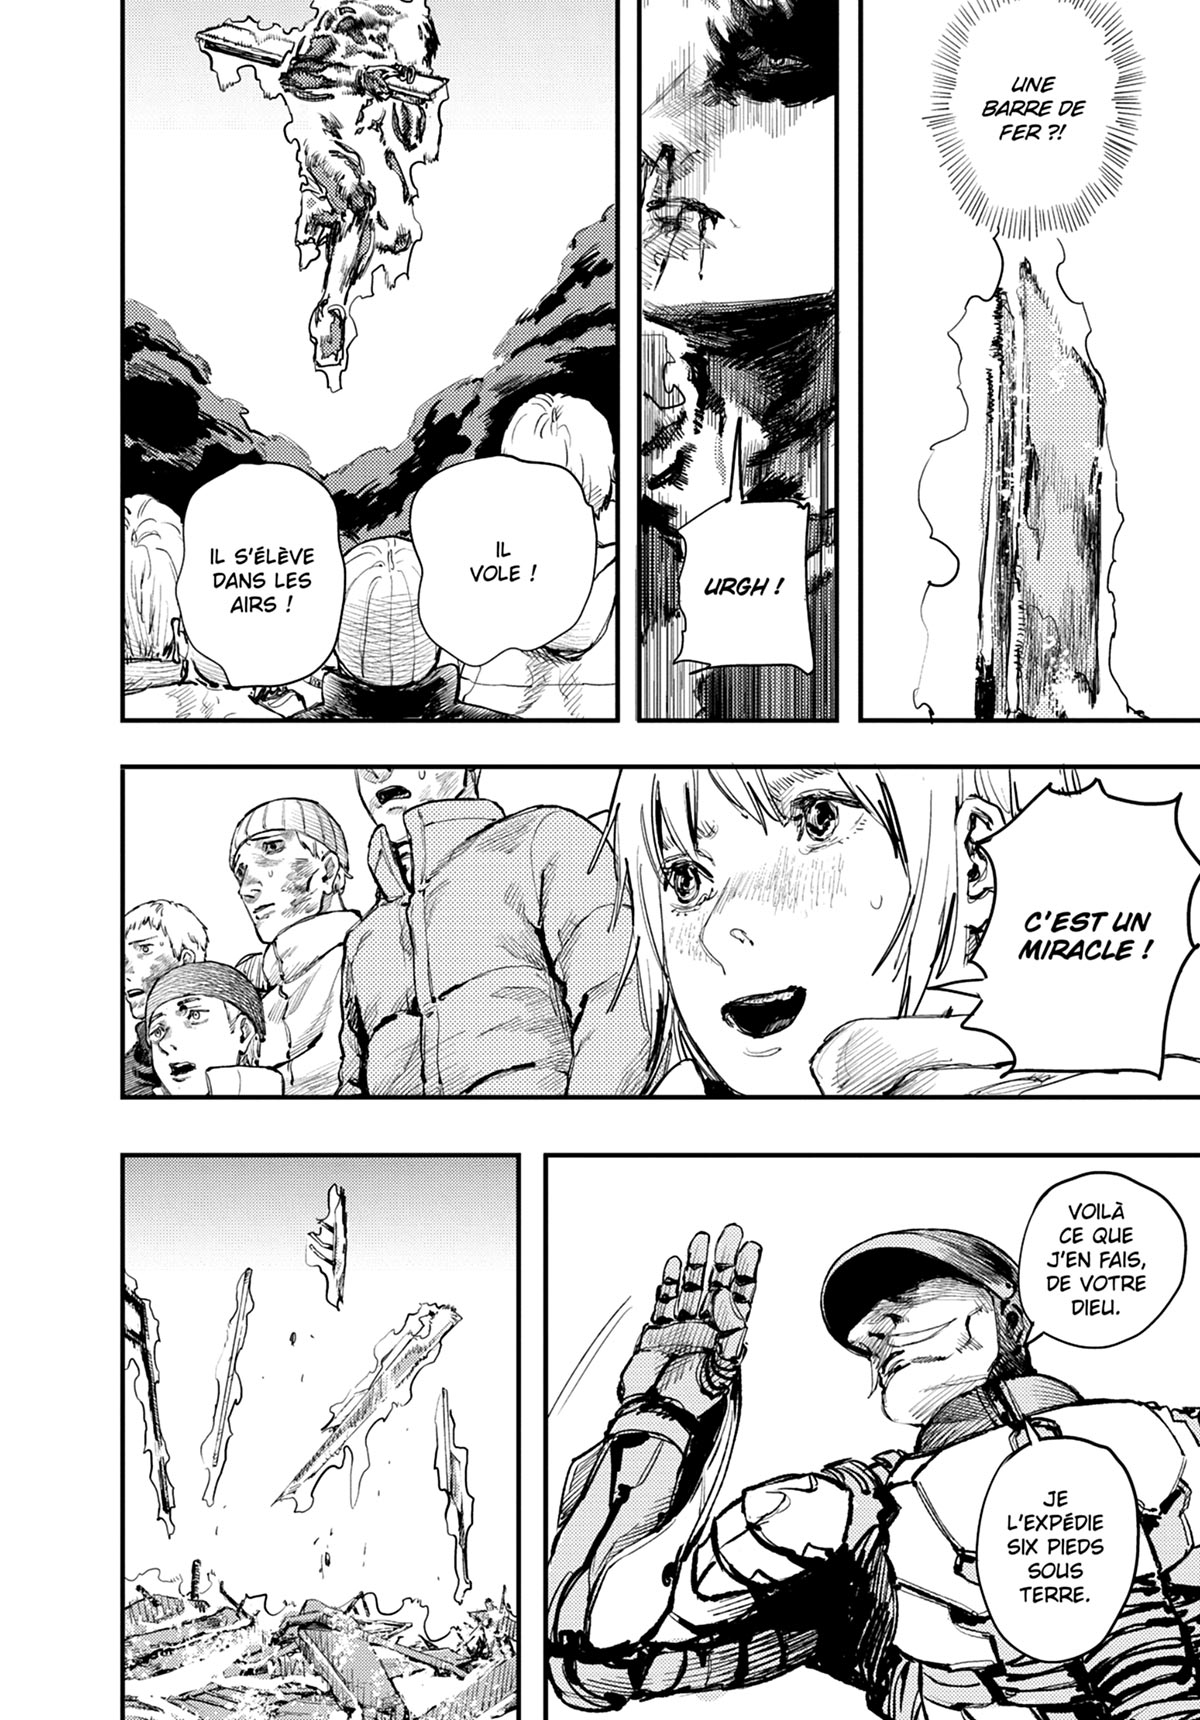 UNE
BARRE DE
FER ?!
URGH !
IL
VOLE !
IL S'ÉLÈVE
DANS LES
AIRS !
C'EST UN
MIRACLE !
VOILÀ
CE QUE
J'EN FAIS,
DE VOTRE
DIEU.
JE
L'EXPÉDIE
SIX PIEDS
SOUS
TERRE.